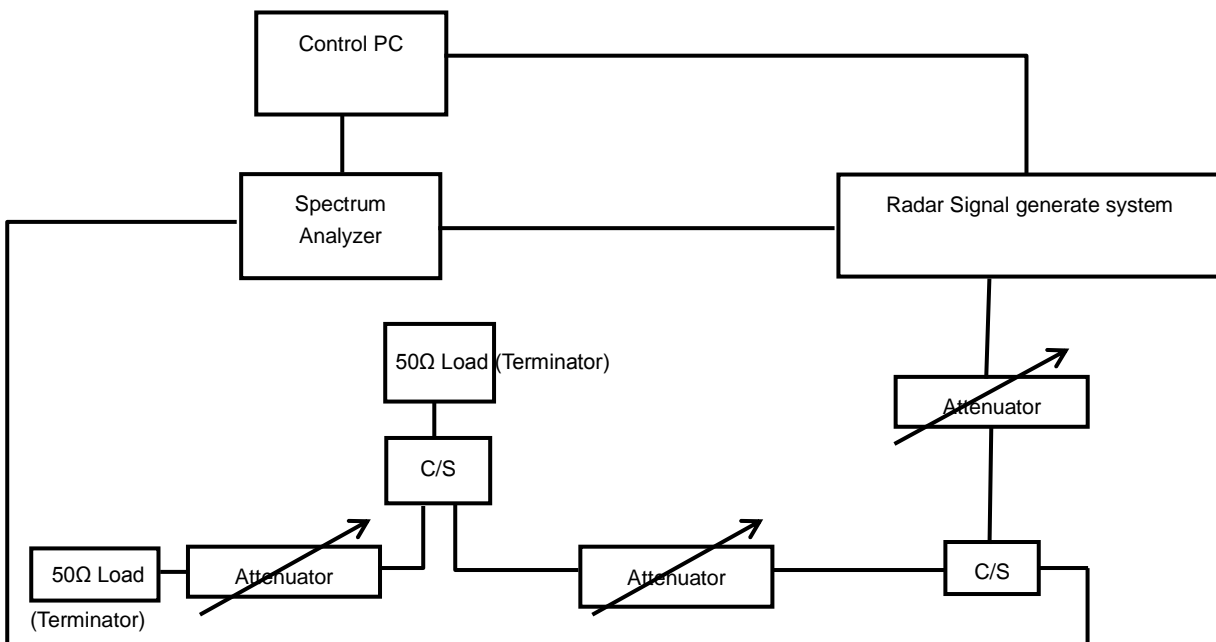 Control PC
Spectrum
Analyzer
Radar Signal generate system
50Ω Load (Terminator)
Attenuator
C/S
50Ω Load
(Terminator)
Attenuator
Attenuator
C/S